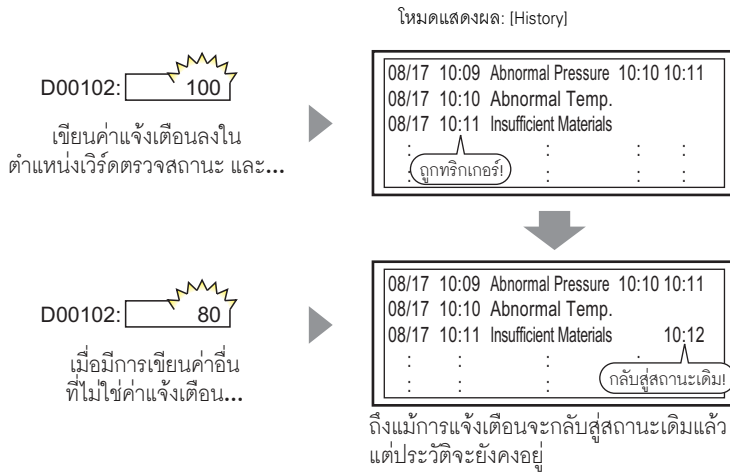 โหมดแสดงผล: [History]
D00102: 100
เขียนค่าแจ้งเตือนลงใน
ตำแหน่งเวิร์ดตรวจสถานะ และ...
08/17 10:09 Abnormal Pressure 10:10 10:11
08/17 10:10 Abnormal Temp.
08/17 10:11 Insufficient Materials
: : : :
ถูกทริกเกอร์!
: : : :
D00102: 80
เมื่อมีการเขียนค่าอื่น
ที่ไม่ใช่ค่าแจ้งเตือน...
08/17 10:09 Abnormal Pressure 10:10 10:11
08/17 10:10 Abnormal Temp.
08/17 10:11 Insufficient Materials 10:12
: : : :
: : :
กลับสู่สถานะเดิม!
ถึงแม้การแจ้งเตือนจะกลับสู่สถานะเดิมแล้ว
แต่ประวัติจะยังคงอยู่